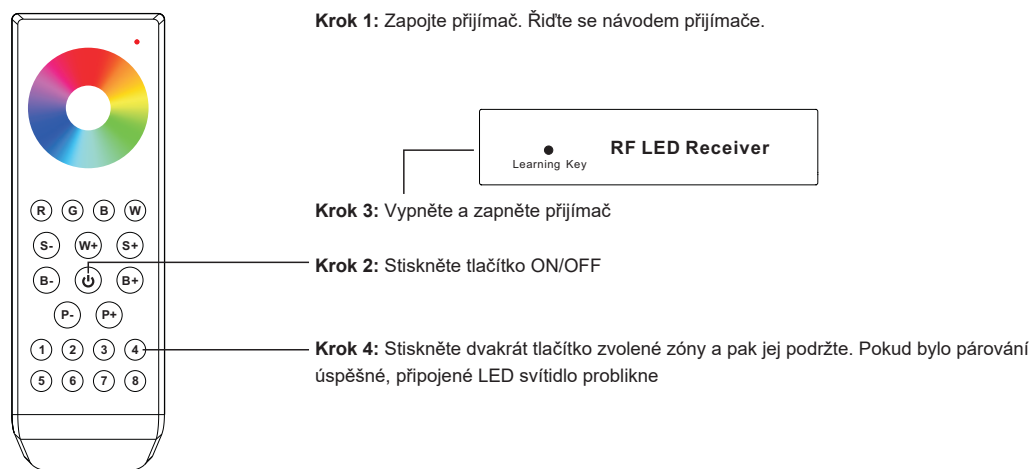 Krok 1: Zapojte přijímač. Řiďte se návodem přijímače.
RF LED Receiver
Learning Key
Krok 3: Vypněte a zapněte přijímač
Krok 2: Stiskněte tlačítko ON/OFF
Krok 4: Stiskněte dvakrát tlačítko zvolené zóny a pak jej podržte. Pokud bylo párování
úspěšné, připojené LED svítidlo problikne
R G B W
S- W+ S+
B- B+
P- P+
1 2 3 4
5 6 7 8